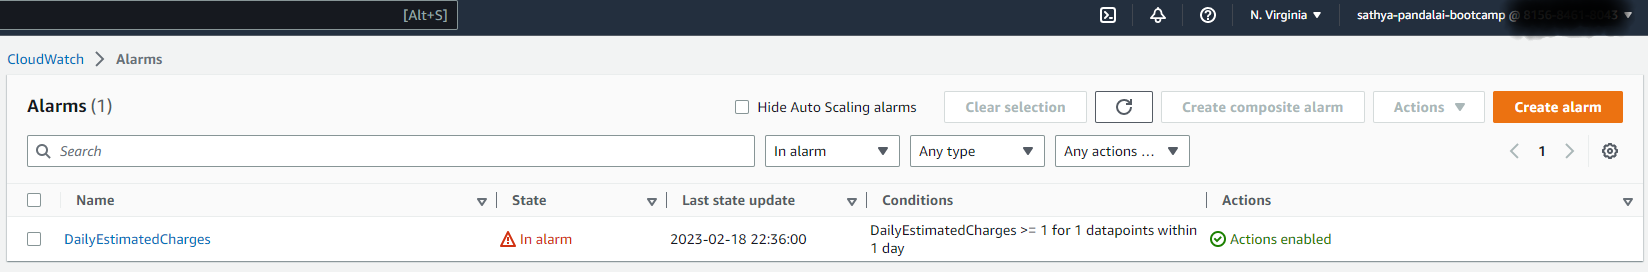 [Alt+S]
N. Virginia
sathya-pandalai-bootcamp @
CloudWatch
Alarms
Alarms (1)
Hide Auto Scaling alarms
Clear selection
Create composite alarm
Actions
Create alarm
Search
In alarm
Any type
Any actions ...
1
Name
State
Last state update
Conditions
Actions
DailyEstimatedCharges
In alarm
2023-02-18 22:36:00
DailyEstimatedCharges >= 1 for 1 datapoints within
1 day
Actions enabled